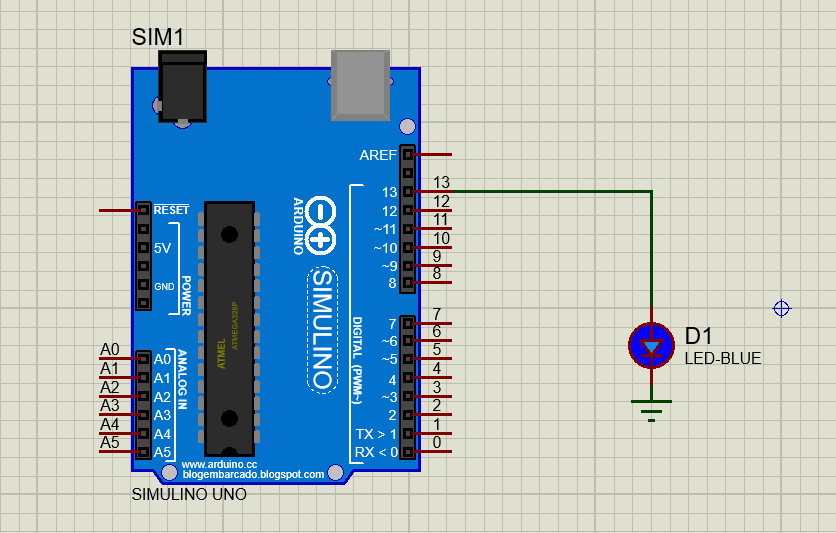 SIM1
AREF
13 13
12 12
~11 11
~10 10
~9 9
8 8
RESET
5V
GND
POWER
ARDUINO
SIMULINO
ATMEL
ATMEGA328P
DIGITAL (PWM~)
7 7
~6 6
~5 5
4 4
~3 3
2 2
TX > 1 1
RX < 0 0
A0 A0
A1 A1
A2 A2
A3 A3
A4 A4
A5 A5
ANALOG IN
www.arduino.cc
blogembarcado.blogspot.com
SIMULINO UNO
D1
LED-BLUE